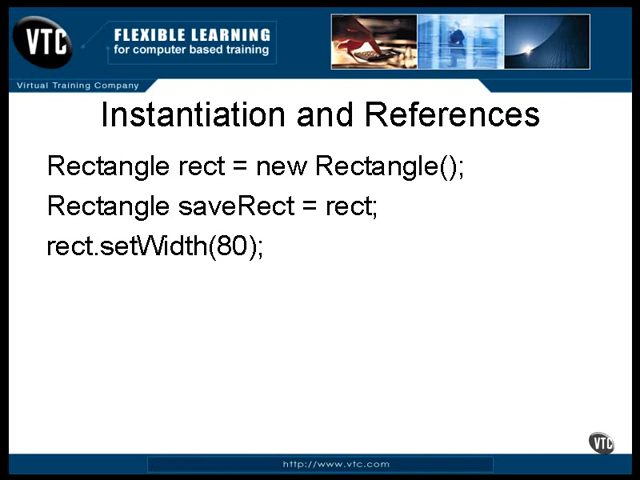 VTC
FLEXIBLE LEARNING
for computer based training
Virtual Training Company
Instantiation and References
Rectangle rect = new Rectangle();
Rectangle saveRect = rect;
rect.setWidth(80);
VTC
http://www.vtc.com